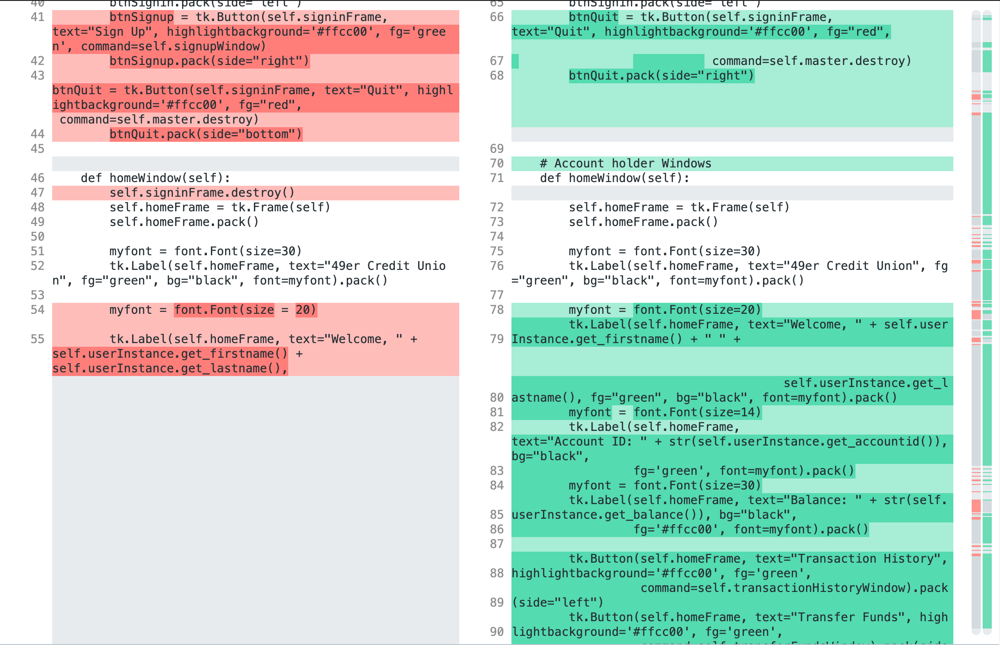 40         btnSignin.pack(side="left")
41         btnSignup = tk.Button(self.signinFrame,
text="Sign Up", highlightbackground='#ffcc00', fg='gree
n', command=self.signupWindow)
42         btnSignup.pack(side="right")
43
btnQuit = tk.Button(self.signinFrame, text="Quit", highl
ightbackground='#ffcc00', fg="red",
 command=self.master.destroy)
44         btnQuit.pack(side="bottom")
45
46     def homeWindow(self):
47         self.signinFrame.destroy()
48         self.homeFrame = tk.Frame(self)
49         self.homeFrame.pack()
50
51         myfont = font.Font(size=30)
52         tk.Label(self.homeFrame, text="49er Credit Unio
n", fg="green", bg="black", font=myfont).pack()
53
54         myfont = font.Font(size = 20)
55         tk.Label(self.homeFrame, text="Welcome, " +
self.userInstance.get_firstname() +
self.userInstance.get_lastname(),
65         btnSignin.pack(side="left")
66         btnQuit = tk.Button(self.signinFrame,
text="Quit", highlightbackground='#ffcc00', fg="red",
67                             command=self.master.destroy)
68         btnQuit.pack(side="right")
69
70     # Account holder Windows
71     def homeWindow(self):
72         self.homeFrame = tk.Frame(self)
73         self.homeFrame.pack()
74
75         myfont = font.Font(size=30)
76         tk.Label(self.homeFrame, text="49er Credit Union", fg
="green", bg="black", font=myfont).pack()
77
78         myfont = font.Font(size=20)
        tk.Label(self.homeFrame, text="Welcome, " + self.user
79 Instance.get_firstname() + " " +
                                      self.userInstance.get_l
80 astname(), fg="green", bg="black", font=myfont).pack()
81         myfont = font.Font(size=14)
82         tk.Label(self.homeFrame,
text="Account ID: " + str(self.userInstance.get_accountid()),
bg="black",
83                  fg='green', font=myfont).pack()
84         myfont = font.Font(size=30)
        tk.Label(self.homeFrame, text="Balance: " + str(self.
85 userInstance.get_balance()), bg="black",
86                  fg='#ffcc00', font=myfont).pack()
87
        tk.Button(self.homeFrame, text="Transaction History",
88 highlightbackground='#ffcc00', fg='green',
                  command=self.transactionHistoryWindow).pack
89 (side="left")
        tk.Button(self.homeFrame, text="Transfer Funds", high
90 lightbackground='#ffcc00', fg='green',
                  command=self.transferFundsWindow).pack(side